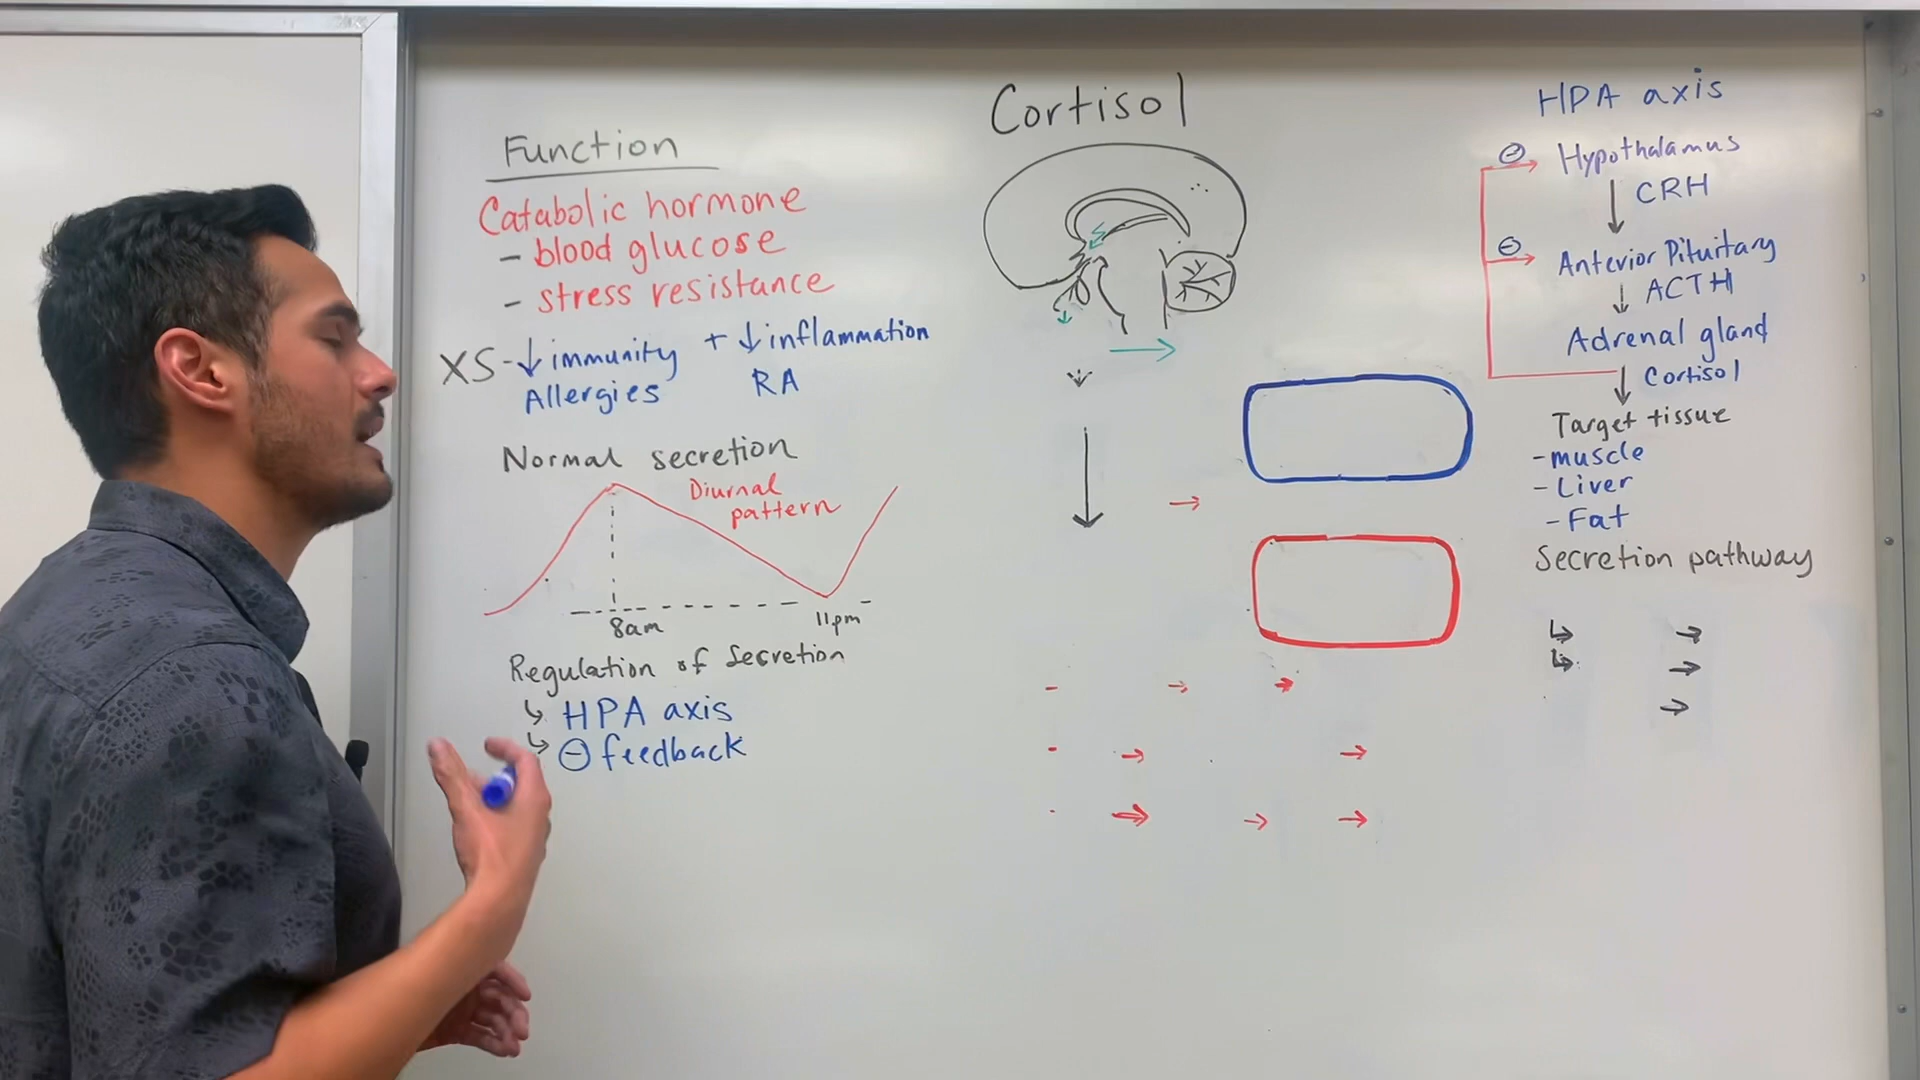 Cortisol
Function
Catabolic hormone
- blood glucose
- stress resistance
XS - ↓ immunity + ↓ inflammation
Allergies RA
Normal secretion
Diurnal
pattern
8am 11pm
Regulation of Secretion
↳ HPA axis
↳ ⊖ feedback
HPA axis
⊖ Hypothalamus
↓ CRH
⊖ Anterior Pituitary
↓ ACTH
Adrenal gland
↓ Cortisol
Target tissue
- muscle
- Liver
- Fat
Secretion pathway